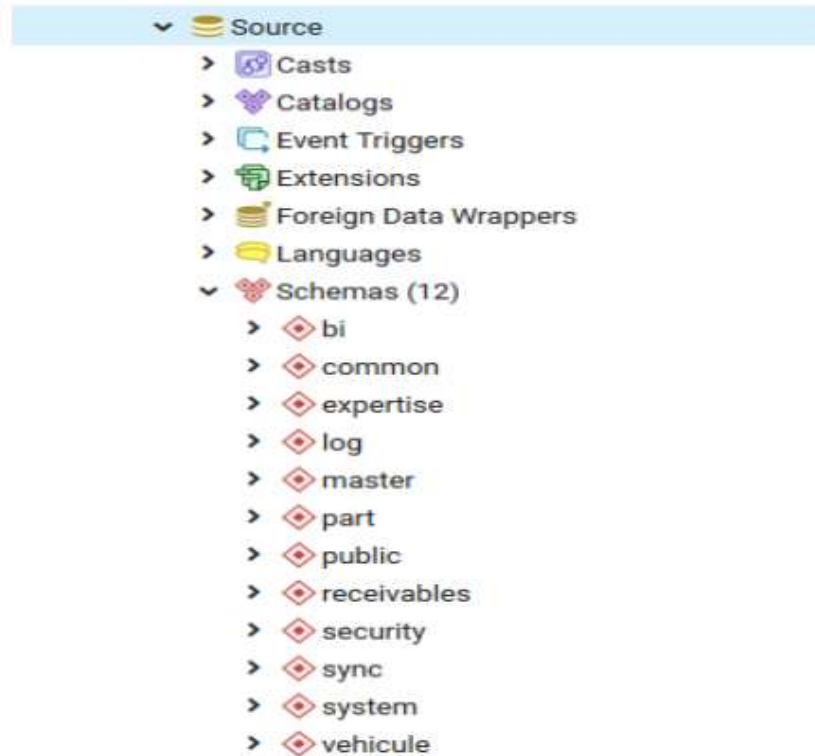 Source
Casts
Catalogs
Event Triggers
Extensions
Foreign Data Wrappers
Languages
Schemas (12)
bi
common
expertise
log
master
part
public
receivables
security
sync
system
vehicule